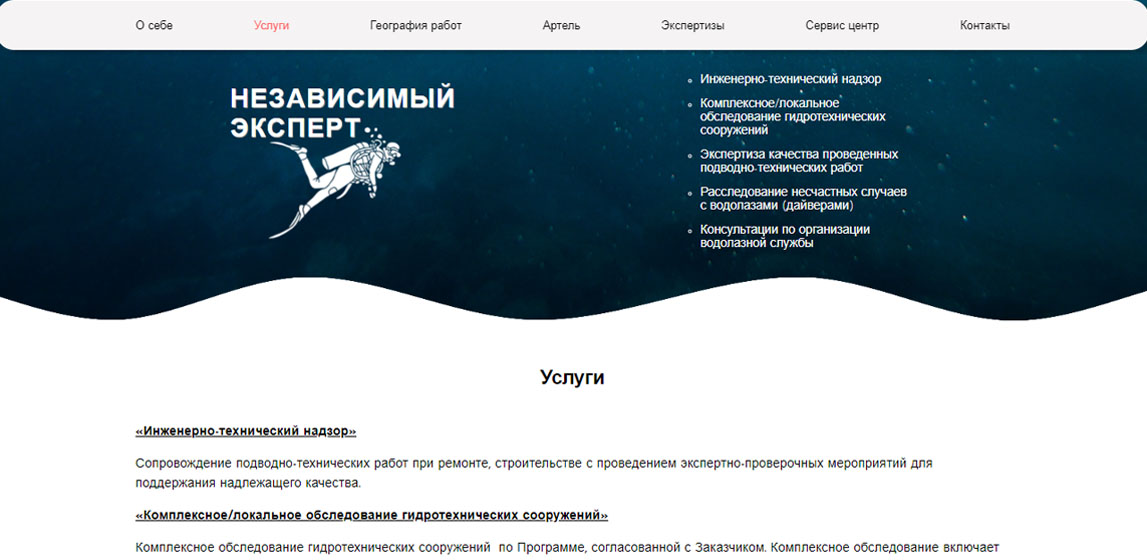 О себе
Услуги
География работ
Артель
Экспертизы
Сервис центр
Контакты
НЕЗАВИСИМЫЙ
ЭКСПЕРТ
Инженерно-технический надзор
Комплексное/локальное
обследование гидротехнических
сооружений
Экспертиза качества проведенных
подводно-технических работ
Расследование несчастных случаев
с водолазами (дайверами)
Консультации по организации
водолазной службы
Услуги
«Инженерно-технический надзор»
Сопровождение подводно-технических работ при ремонте, строительстве с проведением экспертно-проверочных мероприятий для
поддержания надлежащего качества.
«Комплексное/локальное обследование гидротехнических сооружений»
Комплексное обследование гидротехнических сооружений  по Программе, согласованной с Заказчиком. Комплексное обследование включает